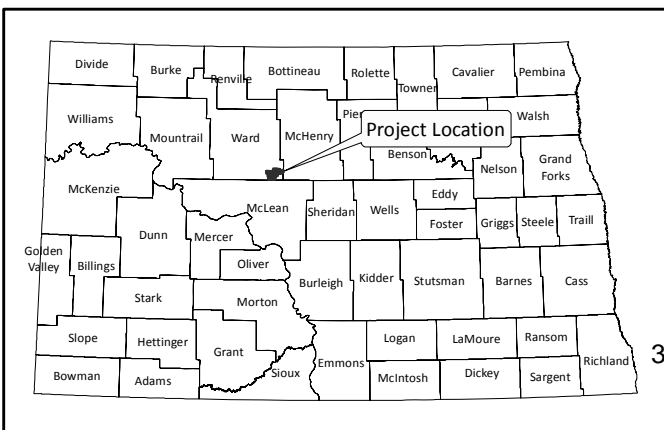 Divide
Burke
Renville
Bottineau
Rolette
Towner
Cavalier
Pembina
Williams
Mountrail
Ward
McHenry
Project Location
Walsh
Benson
Nelson
Grand
Forks
McKenzie
McLean
Sheridan
Wells
Eddy
Foster
Griggs
Steele
Traill
Dunn
Mercer
Oliver
Golden
Valley
Billings
Burleigh
Kidder
Stutsman
Barnes
Cass
Stark
Morton
Slope
Hettinger
Grant
Emmons
Logan
LaMoure
Ransom
Richland
3
Bowman
Adams
Sioux
McIntosh
Dickey
Sargent